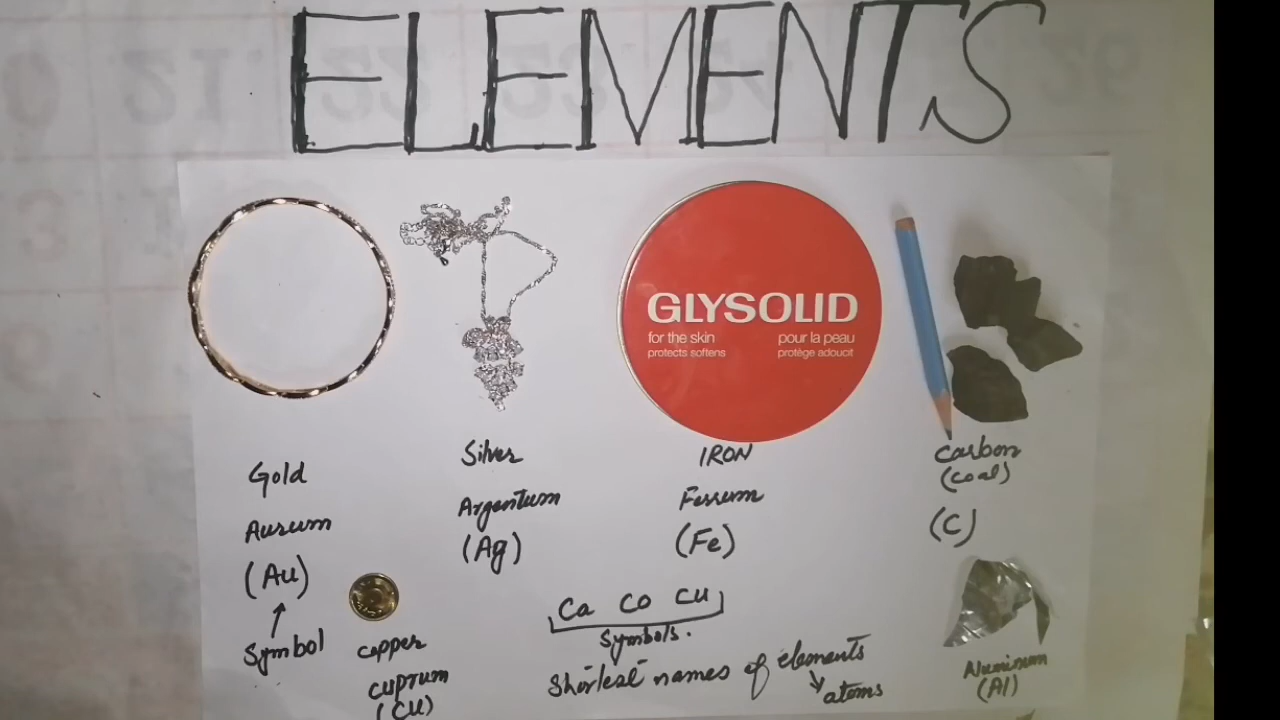 ELEMENTS
GLYSOLID
for the skin
protects softens
pour la peau
protège adoucit
Gold
Aurum
(Au)
Symbol
Silver
Argentum
(Ag)
IRON
Ferrum
(Fe)
Carbon
(coal)
(C)
copper
cuprum
(Cu)
Ca Co Cu
Symbols.
Shortest names of elements
atoms
Aluminum
(Al)